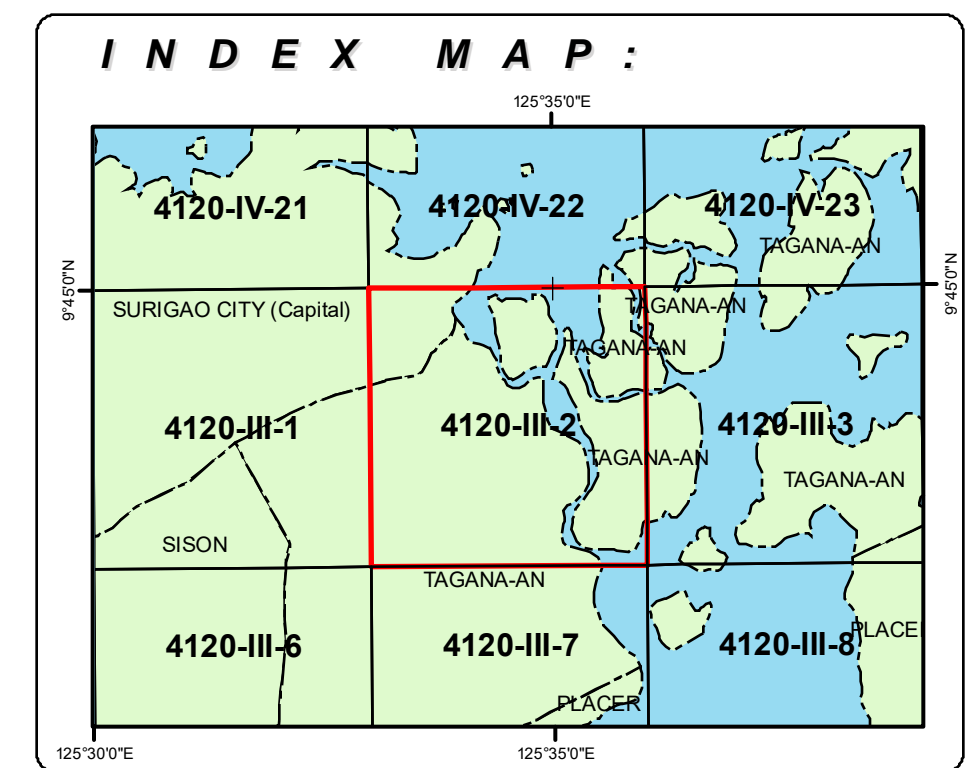 INDEX MAP:
125°35'0"E
4120-IV-21
4120-IV-22
4120-IV-23
TAGANA-AN
9°45'0"N
9°45'0"N
SURIGAO CITY (Capital)
TAGANA-AN
TAGANA-AN
4120-III-1
4120-III-2
4120-III-3
TAGANA-AN
TAGANA-AN
SISON
TAGANA-AN
4120-III-6
4120-III-7
4120-III-8
PLACE
PLACER
125°30'0"E
125°35'0"E